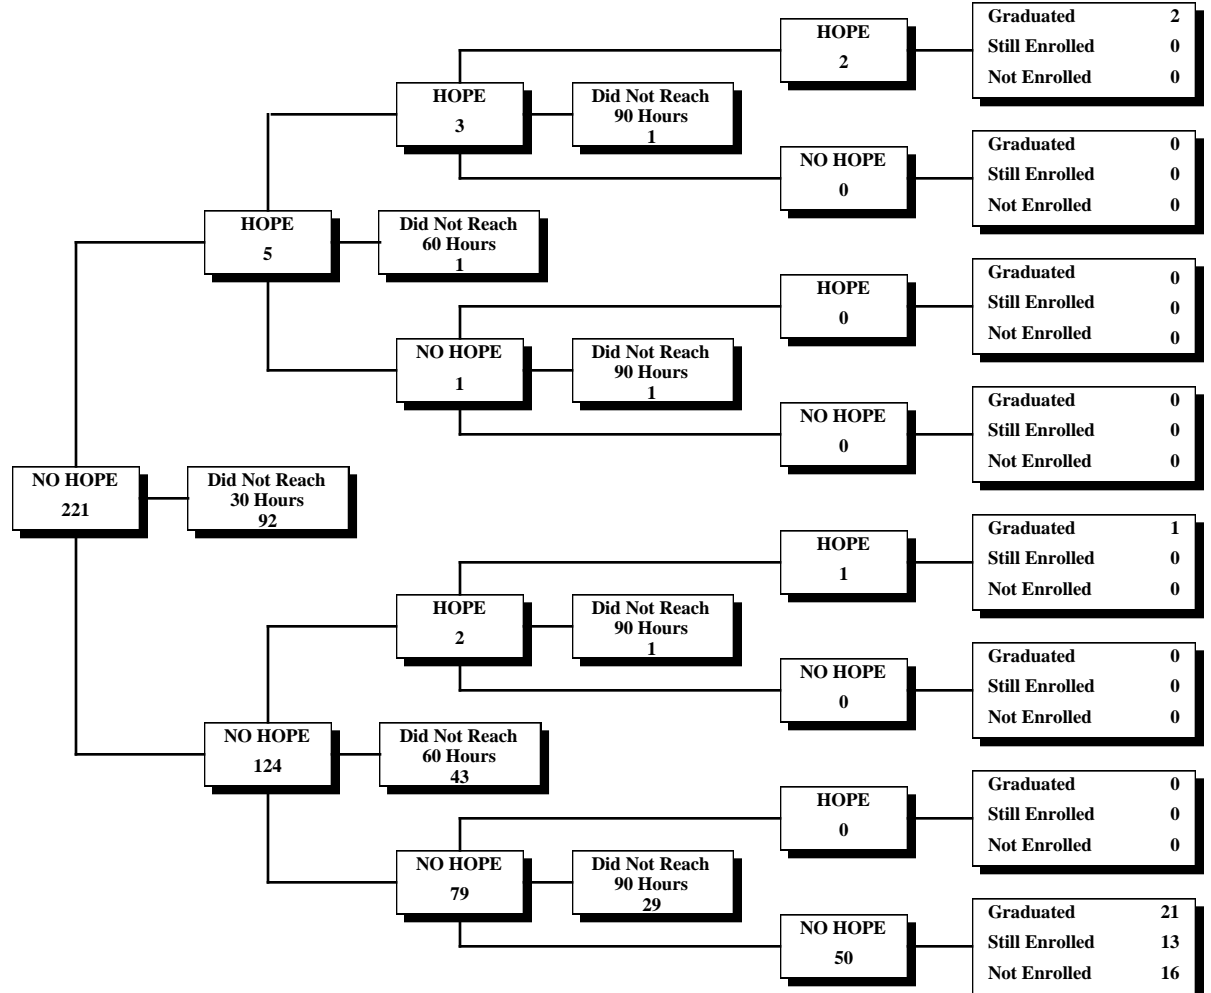 HOPE
2
Graduated 2
Still Enrolled 0
Not Enrolled 0
HOPE
3
Did Not Reach
90 Hours
1
NO HOPE
0
Graduated 0
Still Enrolled 0
Not Enrolled 0
HOPE
5
Did Not Reach
60 Hours
1
HOPE
0
Graduated 0
Still Enrolled 0
Not Enrolled 0
NO HOPE
1
Did Not Reach
90 Hours
1
NO HOPE
0
Graduated 0
Still Enrolled 0
Not Enrolled 0
NO HOPE
221
Did Not Reach
30 Hours
92
HOPE
1
Graduated 1
Still Enrolled 0
Not Enrolled 0
HOPE
2
Did Not Reach
90 Hours
1
NO HOPE
0
Graduated 0
Still Enrolled 0
Not Enrolled 0
NO HOPE
124
Did Not Reach
60 Hours
43
HOPE
0
Graduated 0
Still Enrolled 0
Not Enrolled 0
NO HOPE
79
Did Not Reach
90 Hours
29
NO HOPE
50
Graduated 21
Still Enrolled 13
Not Enrolled 16